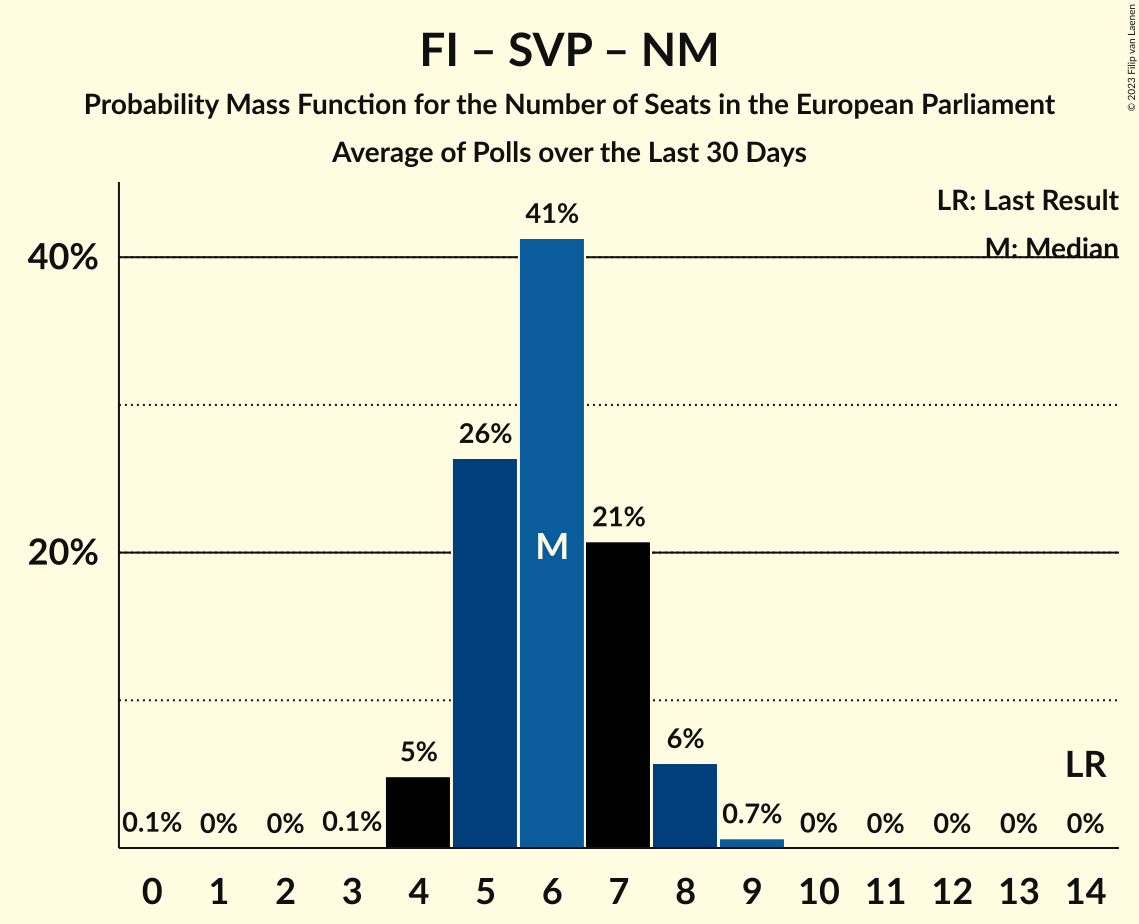 FI – SVP – NM
Probability Mass Function for the Number of Seats in the European Parliament
Average of Polls over the Last 30 Days
© 2023 Filip van Laenen
LR: Last Result
M: Median
40%
20%
41%
26%
21%
M
5%
6%
LR
0.1% 0% 0% 0.1% 0.7% 0% 0% 0% 0% 0%
0 1 2 3 4 5 6 7 8 9 10 11 12 13 14